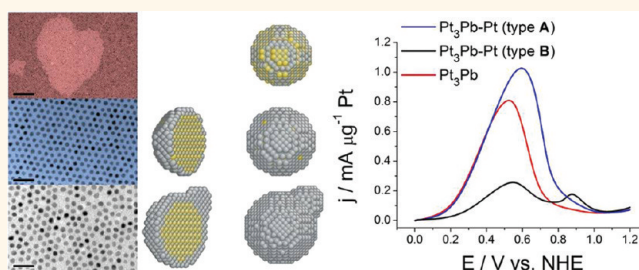 Pt₃Pb-Pt (type A)
Pt₃Pb-Pt (type B)
Pt₃Pb
j / mA μg⁻¹ Pt
1.2
1.0
0.8
0.6
0.4
0.2
0.0
0.0 0.2 0.4 0.6 0.8 1.0 1.2
E / V vs. NHE